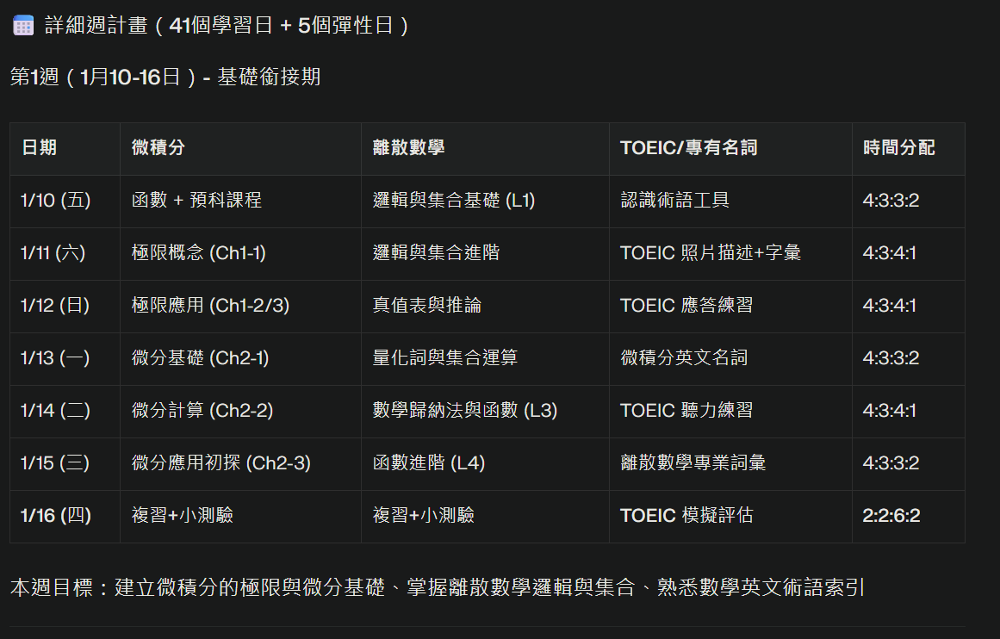 詳細週計畫（41個學習日 + 5個彈性日）
第1週（1月10-16日）- 基礎銜接期
日期 微積分 離散數學 TOEIC/專有名詞 時間分配
1/10 (五) 函數 + 預科課程 邏輯與集合基礎 (L1) 認識術語工具 4:3:3:2
1/11 (六) 極限概念 (Ch1-1) 邏輯與集合進階 TOEIC 照片描述+字彙 4:3:4:1
1/12 (日) 極限應用 (Ch1-2/3) 真值表與推論 TOEIC 應答練習 4:3:4:1
1/13 (一) 微分基礎 (Ch2-1) 量化詞與集合運算 微積分英文名詞 4:3:3:2
1/14 (二) 微分計算 (Ch2-2) 數學歸納法與函數 (L3) TOEIC 聽力練習 4:3:4:1
1/15 (三) 微分應用初探 (Ch2-3) 函數進階 (L4) 離散數學專業詞彙 4:3:3:2
1/16 (四) 複習+小測驗 複習+小測驗 TOEIC 模擬評估 2:2:6:2
本週目標：建立微積分的極限與微分基礎、掌握離散數學邏輯與集合、熟悉數學英文術語索引